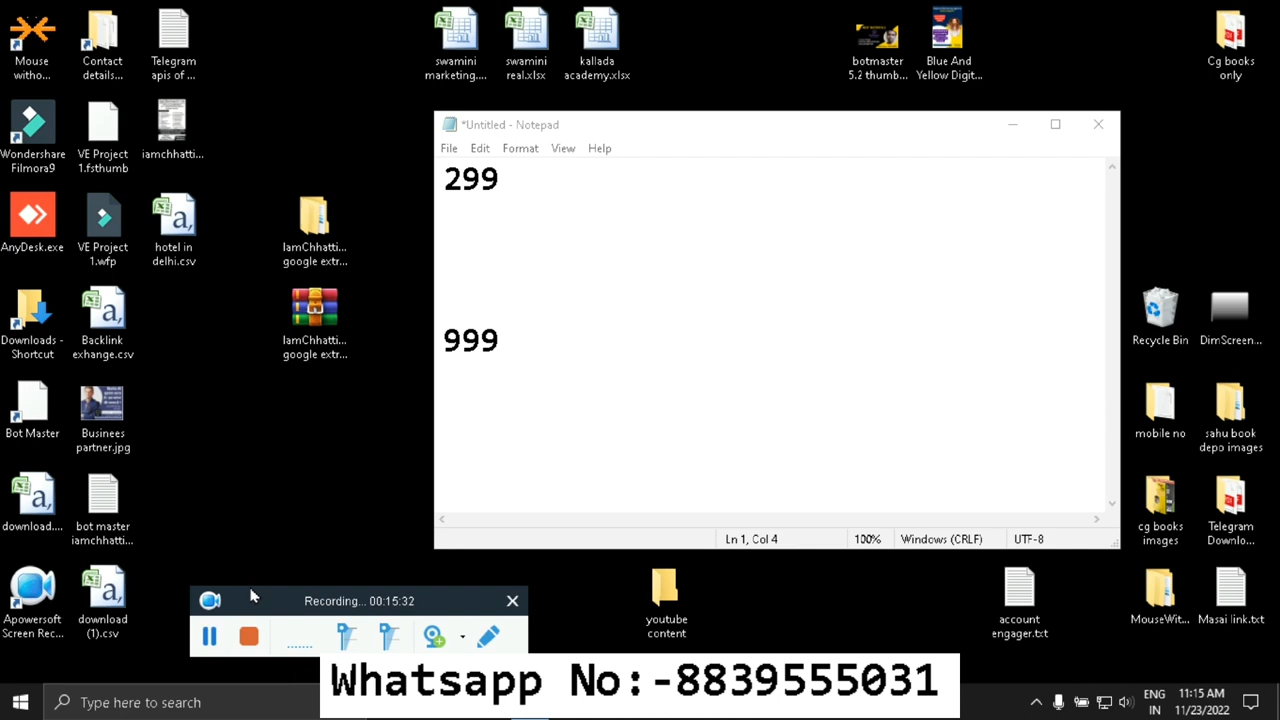 Mouse
witho...
Contact
details...
Telegram
apis of ...
swamini
marketing....
swamini
real.xlsx
kallada
academy.xlsx
botmaster
5.2 thumb...
Blue And
Yellow Digit...
Cg books
only
Wondershare
Filmora9
VE Project
1.fsthumb
iamchhatti...
AnyDesk.exe
VE Project
1.wfp
hotel in
delhi.csv
IamChhatti...
google extr...
Downloads -
Shortcut
Backlink
exhange.csv
IamChhatti...
google extr...
Bot Master
Businees
partner.jpg
download....
bot master
iamchhatti...
Apowersoft
Screen Rec...
download
(1).csv
*Untitled - Notepad
File Edit Format View Help
299
999
Ln 1, Col 4 100% Windows (CRLF) UTF-8
Recycle Bin
DimScreen...
mobile no
sahu book
depo images
cg books
images
Telegram
Downlo...
youtube
content
account
engager.txt
MouseWit...
Masai link.txt
Recording... 00:15:32
Whatsapp No:-8839555031
Type here to search
ENG
IN
11:15 AM
11/23/2022